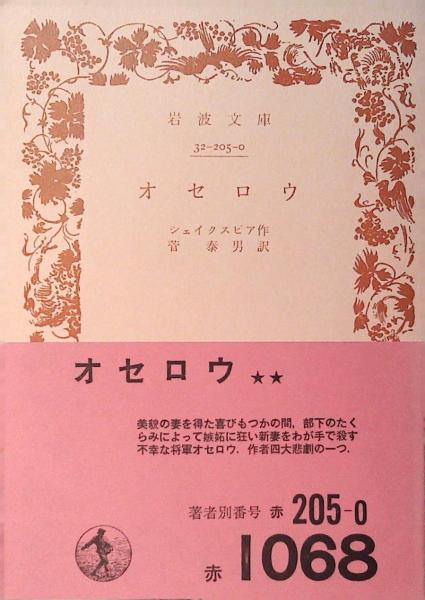 岩波文庫
32-205-0
オセロウ
シェイクスピア作
菅泰男訳
オセロウ ★★
美貌の妻を得た喜びもつかの間，部下のたく
らみによって嫉妬に狂い新妻をわが手で殺す
不幸な将軍オセロウ．作者四大悲劇の一つ．
著者別番号 赤 205-0
赤 1068